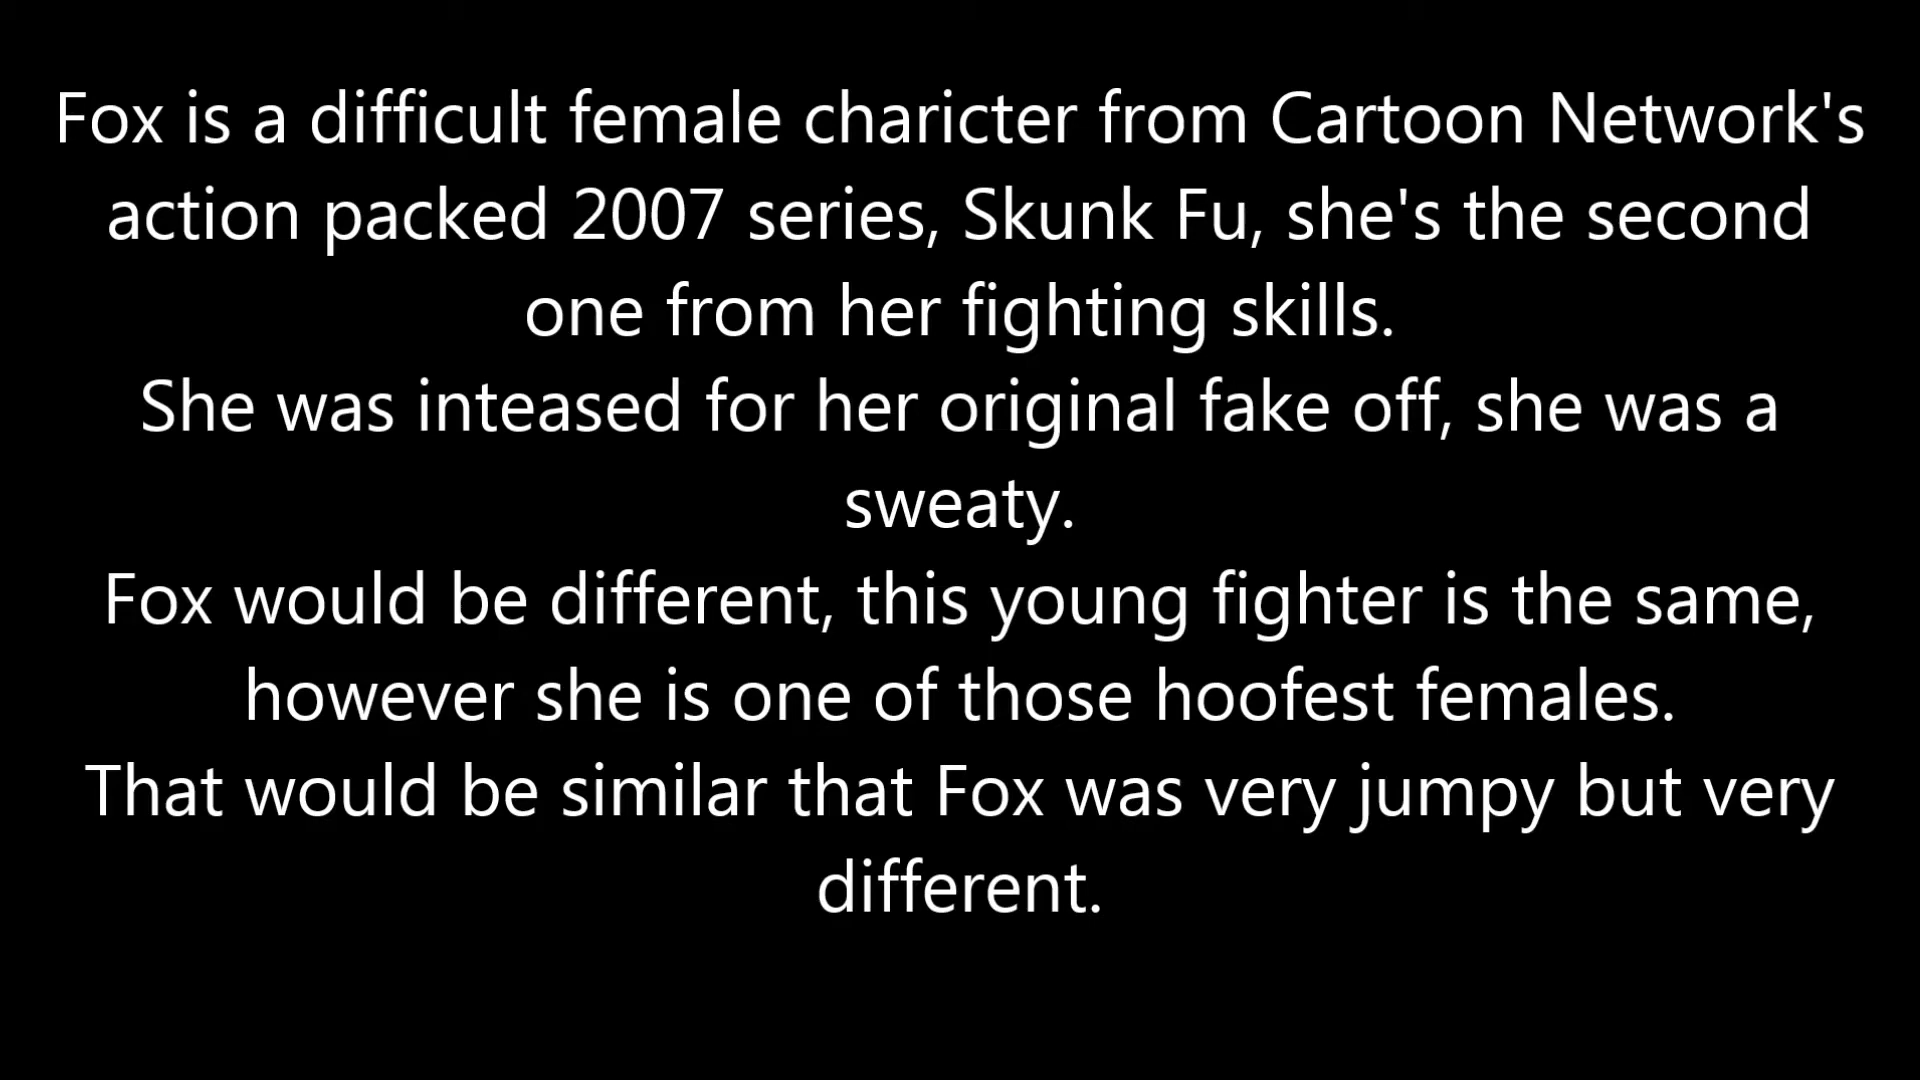 Fox is a difficult female charicter from Cartoon Network's
action packed 2007 series, Skunk Fu, she's the second
one from her fighting skills.
She was inteased for her original fake off, she was a
sweaty.
Fox would be different, this young fighter is the same,
however she is one of those hoofest females.
That would be similar that Fox was very jumpy but very
different.